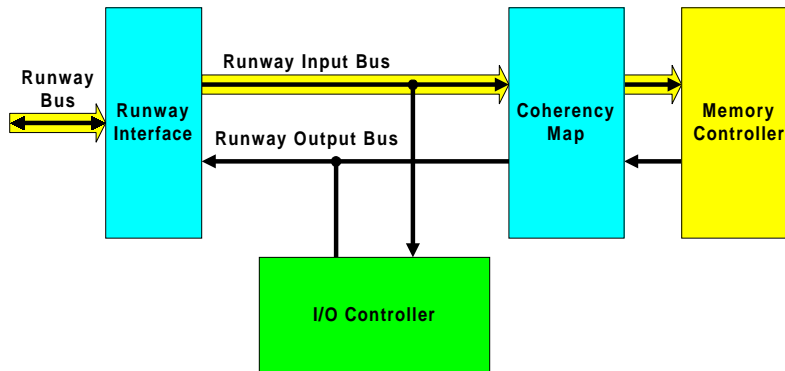 Runway Input Bus
Runway
Bus
Runway
Interface
Coherency
Map
Memory
Controller
Runway Output Bus
I/O Controller